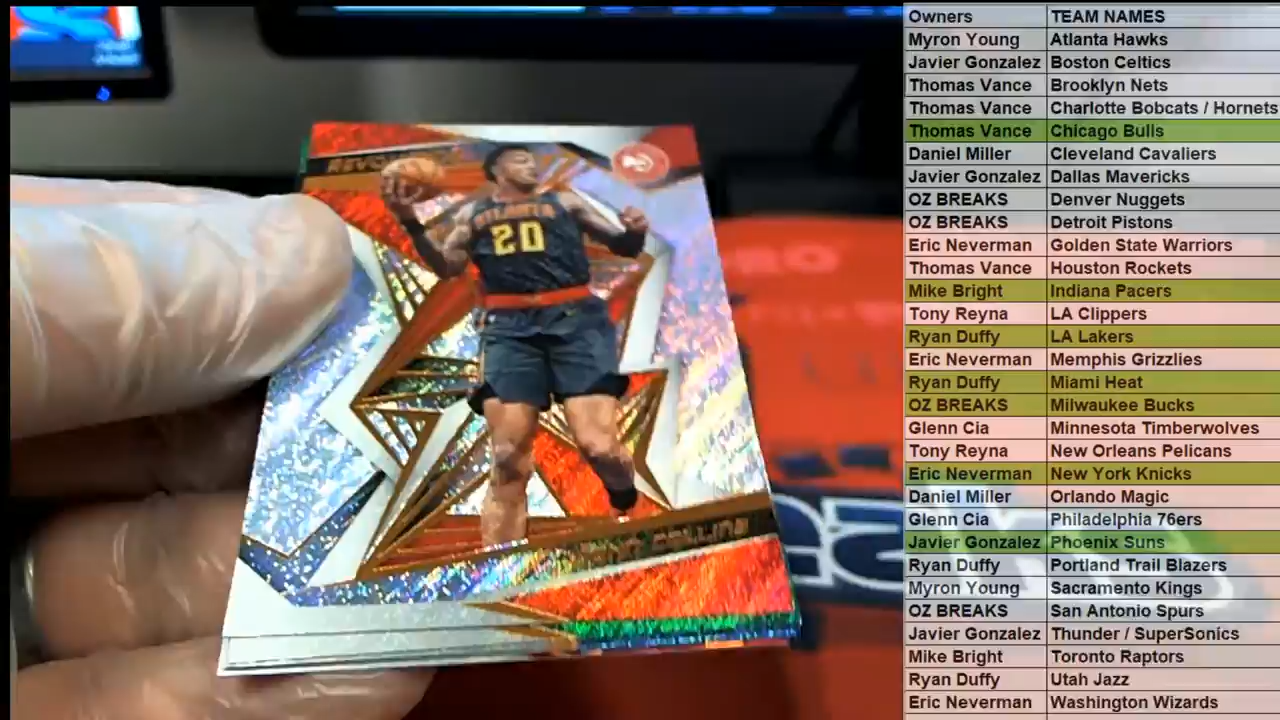 Owners TEAM NAMES
Myron Young Atlanta Hawks
Javier Gonzalez Boston Celtics
Thomas Vance Brooklyn Nets
Thomas Vance Charlotte Bobcats / Hornets
Thomas Vance Chicago Bulls
Daniel Miller Cleveland Cavaliers
Javier Gonzalez Dallas Mavericks
OZ BREAKS Denver Nuggets
OZ BREAKS Detroit Pistons
Eric Neverman Golden State Warriors
Thomas Vance Houston Rockets
Mike Bright Indiana Pacers
Tony Reyna LA Clippers
Ryan Duffy LA Lakers
Eric Neverman Memphis Grizzlies
Ryan Duffy Miami Heat
OZ BREAKS Milwaukee Bucks
Glenn Cia Minnesota Timberwolves
Tony Reyna New Orleans Pelicans
Eric Neverman New York Knicks
Daniel Miller Orlando Magic
Glenn Cia Philadelphia 76ers
Javier Gonzalez Phoenix Suns
Ryan Duffy Portland Trail Blazers
Myron Young Sacramento Kings
OZ BREAKS San Antonio Spurs
Javier Gonzalez Thunder / SuperSonics
Mike Bright Toronto Raptors
Ryan Duffy Utah Jazz
Eric Neverman Washington Wizards
ATLANTA
20
COLLINS